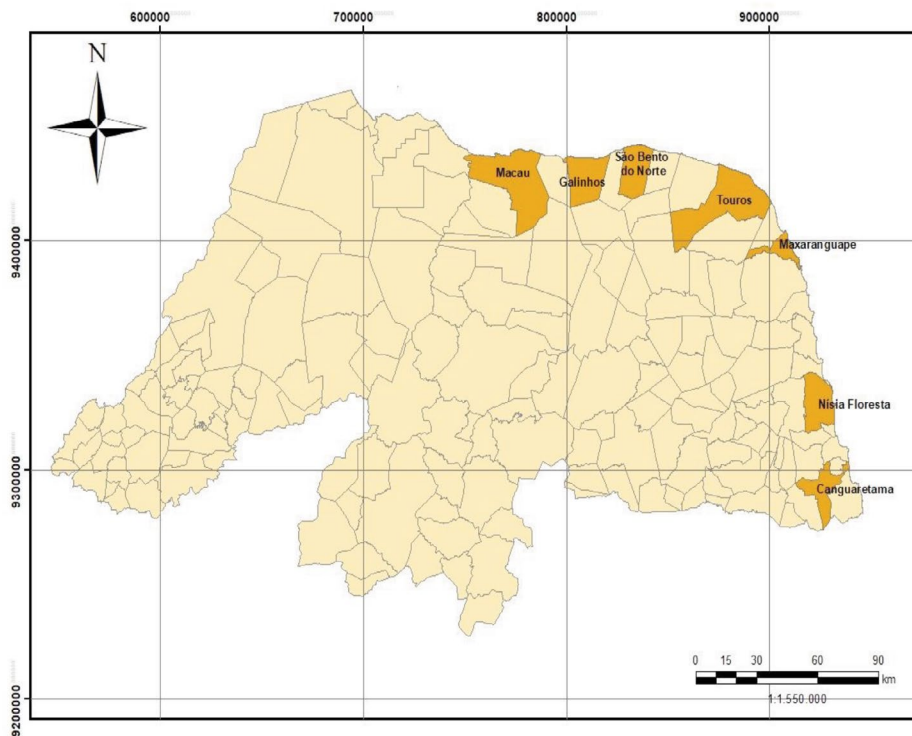 600000 700000 800000 900000
N
São Bento
do Norte
Macau
Galinhos
Touros
9400000
Maxaranguape
Nisia Floresta
9300000
Canguaretama
0 15 30 60 90
km
1:1.550.000
9200000